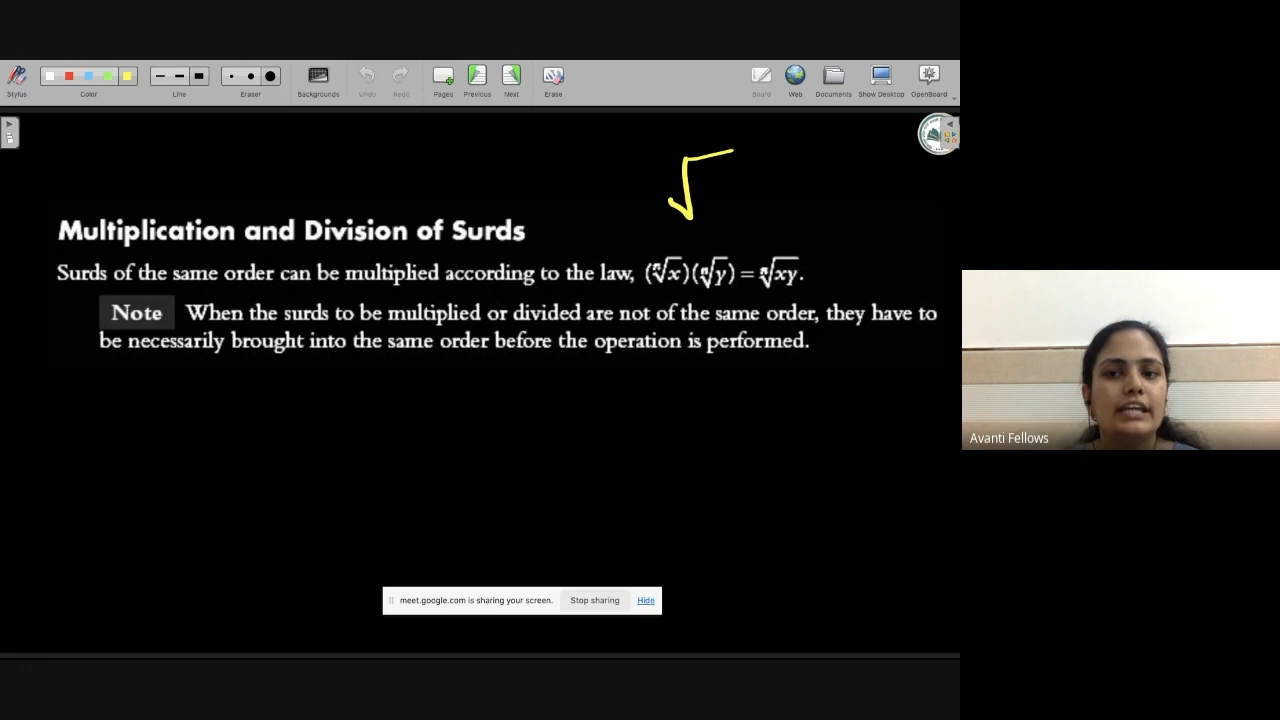 Stylus Color Line Eraser Backgrounds Undo Redo Pages Previous Next Erase Board Web Documents Show Desktop OpenBoard
√
Multiplication and Division of Surds
Surds of the same order can be multiplied according to the law, (ⁿ√x)(ⁿ√y) = ⁿ√xy.
Note When the surds to be multiplied or divided are not of the same order, they have to
be necessarily brought into the same order before the operation is performed.
Avanti Fellows
meet.google.com is sharing your screen. Stop sharing Hide